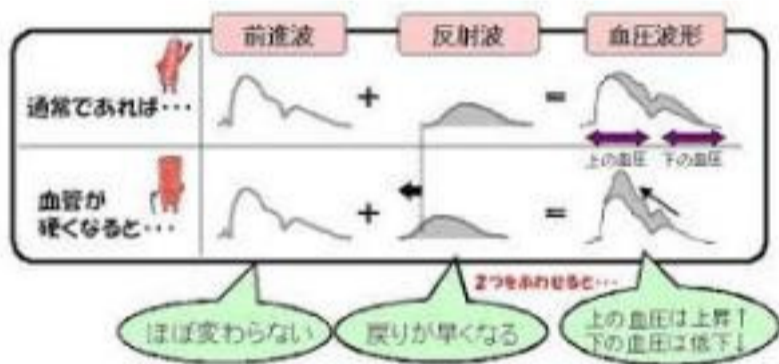 前進波
反射波
血圧波形
通常であれば・・・
+
=
上の血圧
下の血圧
血管が
硬くなると・・・
+
=
2つをあわせると・・・
ほぼ変わらない
戻りが早くなる
上の血圧は上昇↑
下の血圧は低下↓